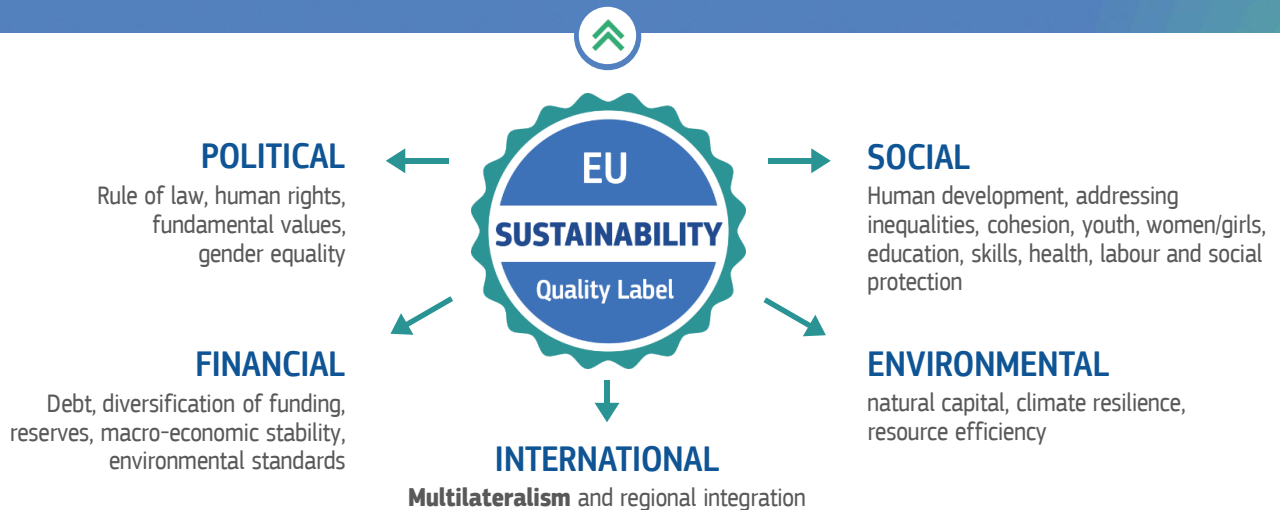 EU
SUSTAINABILITY
Quality Label
POLITICAL
Rule of law, human rights,
fundamental values,
gender equality
SOCIAL
Human development, addressing
inequalities, cohesion, youth, women/girls,
education, skills, health, labour and social
protection
FINANCIAL
Debt, diversification of funding,
reserves, macro-economic stability,
environmental standards
ENVIRONMENTAL
natural capital, climate resilience,
resource efficiency
INTERNATIONAL
Multilateralism and regional integration